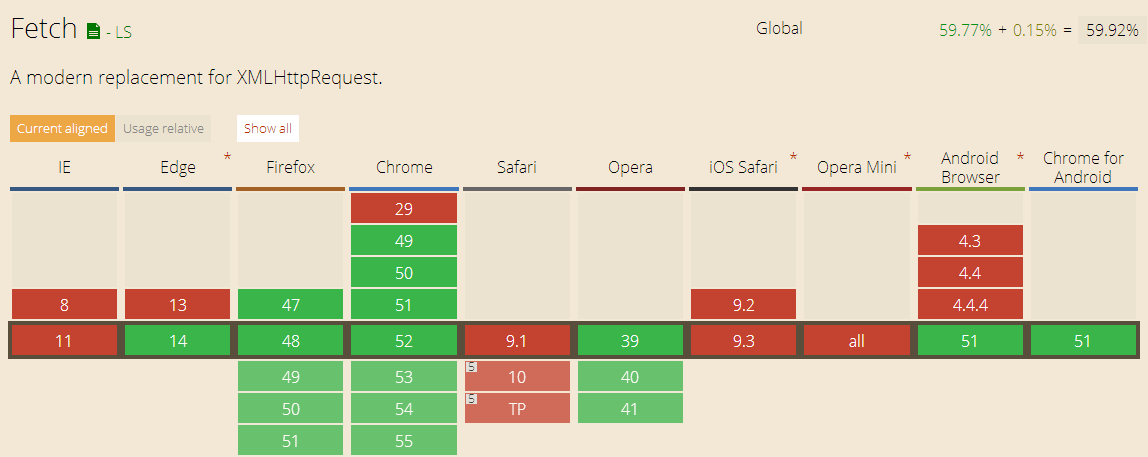 Fetch - LS Global 59.77% + 0.15% = 59.92%
A modern replacement for XMLHttpRequest.
Current aligned Usage relative Show all
IE Edge * Firefox Chrome Safari Opera iOS Safari * Opera Mini * Android Browser * Chrome for Android
29
49 4.3
50 4.4
8 13 47 51 9.2 4.4.4
11 14 48 52 9.1 39 9.3 all 51 51
49 53 5 10 40
50 54 5 TP 41
51 55